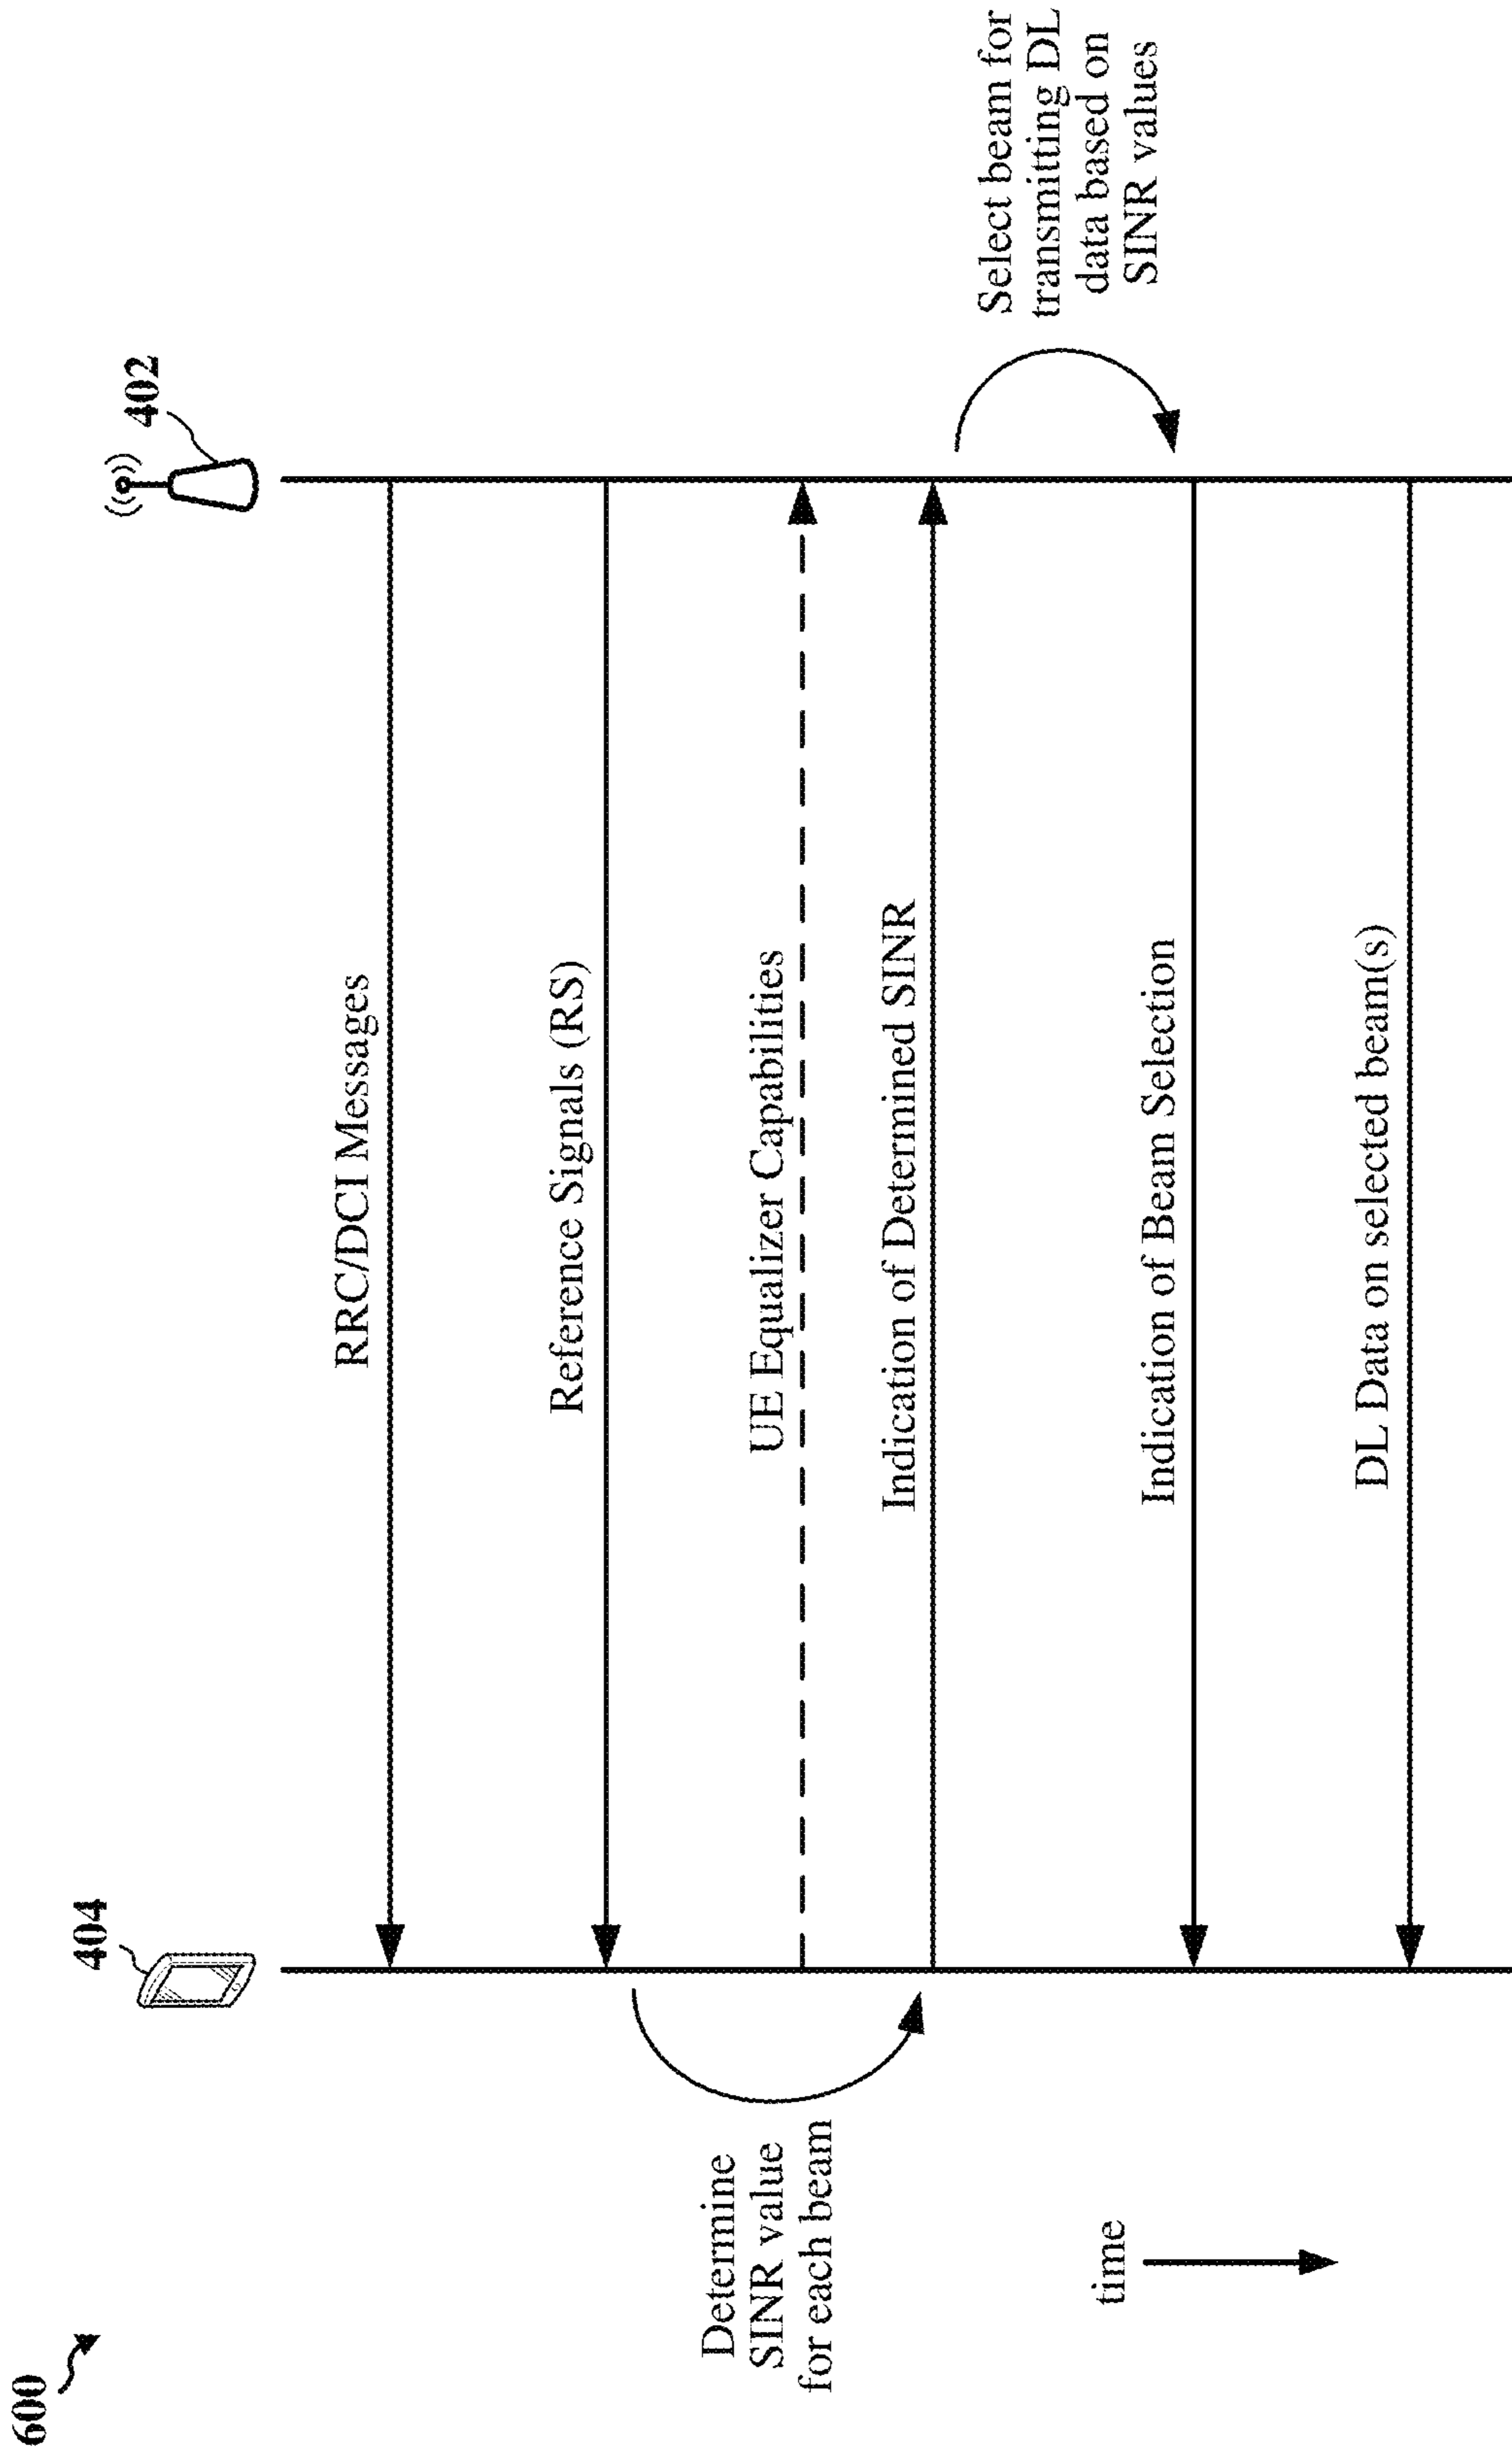 600
404
402
RRC/DCI Messages
Reference Signals (RS)
Determine
SINR value
for each beam
UE Equalizer Capabilities
Indication of Determined SINR
Select beam for
transmitting DL
data based on
SINR values
time
Indication of Beam Selection
DL Data on selected beam(s)